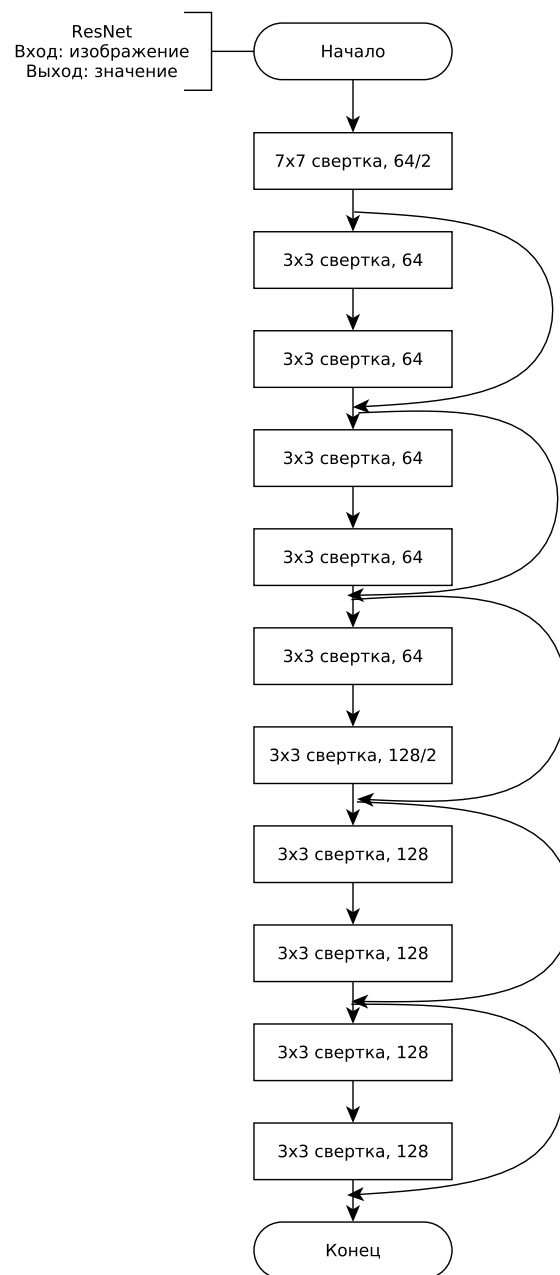 ResNet
Вход: изображение
Выход: значение
Начало
7x7 свертка, 64/2
3x3 свертка, 64
3x3 свертка, 64
3x3 свертка, 64
3x3 свертка, 64
3x3 свертка, 64
3x3 свертка, 128/2
3x3 свертка, 128
3x3 свертка, 128
3x3 свертка, 128
3x3 свертка, 128
Конец